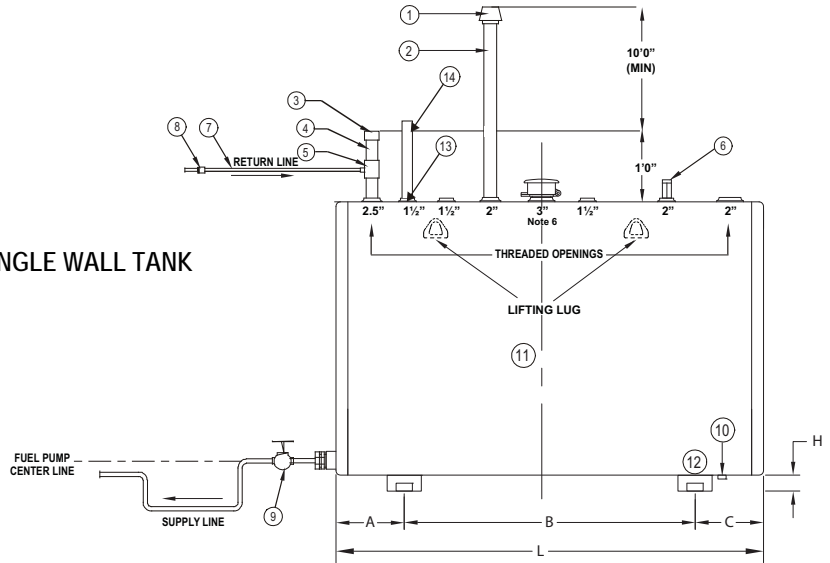 1
10'0"
(MIN)
2
14
3
8
7
4
13
5
6
RETURN LINE
1'0"
2.5" 1½" 1½" 2" 3" 1½" 2" 2"
Note 6
NGLE WALL TANK
THREADED OPENINGS
LIFTING LUG
11
FUEL PUMP
CENTER LINE
12
10
H
9
SUPPLY LINE
A B C
L